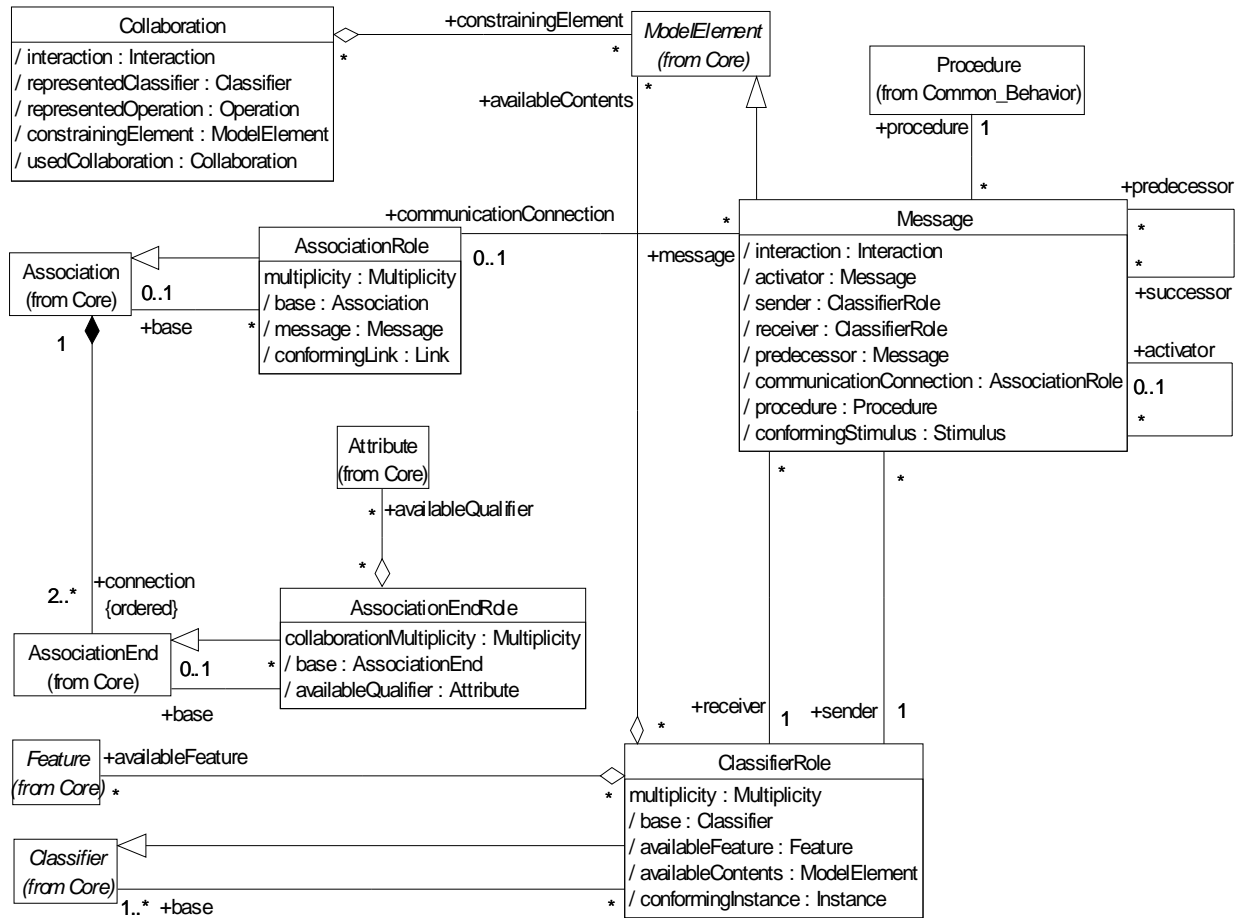 Collaboration
/ interaction : Interaction
/ representedClassifier : Classifier
/ representedOperation : Operation
/ constrainingElement : ModelElement
/ usedCollaboration : Collaboration
+constrainingElement
*
*
ModelElement
(from Core)
*
+availableContents
Procedure
(from Common_Behavior)
+procedure
1
*
+predecessor
*
*
+successor
+activator
0..1
*
Message
/ interaction : Interaction
/ activator : Message
/ sender : ClassifierRole
/ receiver : ClassifierRole
/ predecessor : Message
/ communicationConnection : AssociationRole
/ procedure : Procedure
/ conformingStimulus : Stimulus
+communicationConnection
0..1
*
+message
AssociationRole
multiplicity : Multiplicity
/ base : Association
/ message : Message
/ conformingLink : Link
Association
(from Core)
0..1
+base
*
1
Attribute
(from Core)
*
+availableQualifier
*
+connection
2..*
{ordered}
AssociationEndRole
collaborationMultiplicity : Multiplicity
/ base : AssociationEnd
/ availableQualifier : Attribute
AssociationEnd
(from Core)
0..1
*
+base
*
*
+receiver
1
+sender
1
*
Feature
(from Core)
+availableFeature
*
*
ClassifierRole
multiplicity : Multiplicity
/ base : Classifier
/ availableFeature : Feature
/ availableContents : ModelElement
/ conformingInstance : Instance
Classifier
(from Core)
1..*
+base
*